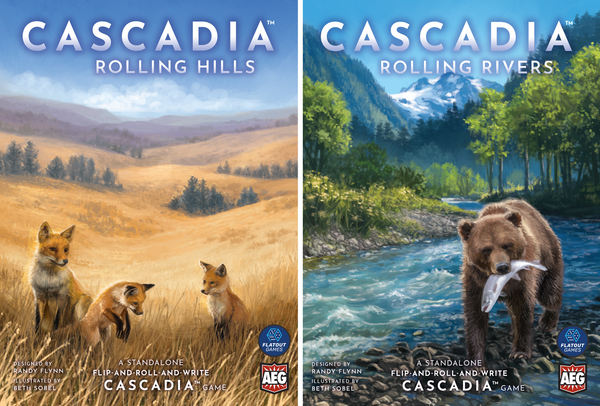 CASCADIA™
ROLLING HILLS
DESIGNED BY
RANDY FLYNN
ILLUSTRATED BY
BETH SOBEL
A STANDALONE
FLIP-AND-ROLL-AND-WRITE
CASCADIA™ GAME
FLATOUT
GAMES
AEG
CASCADIA™
ROLLING RIVERS
DESIGNED BY
RANDY FLYNN
ILLUSTRATED BY
BETH SOBEL
A STANDALONE
FLIP-AND-ROLL-AND-WRITE
CASCADIA™ GAME
FLATOUT
GAMES
AEG